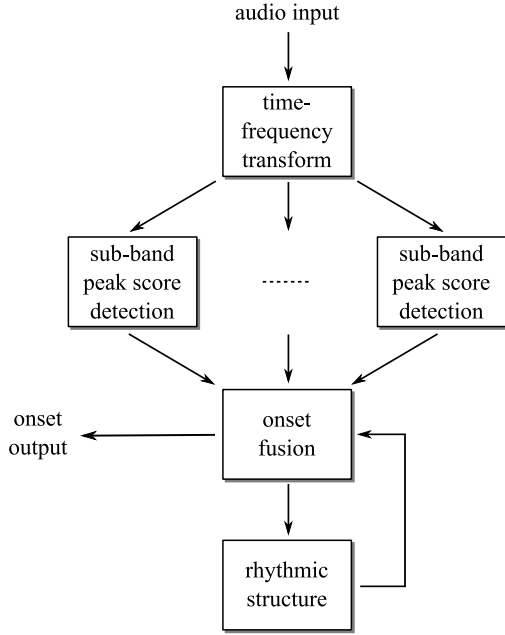 audio input
time-
frequency
transform
sub-band
peak score
detection
sub-band
peak score
detection
onset
output
onset
fusion
rhythmic
structure